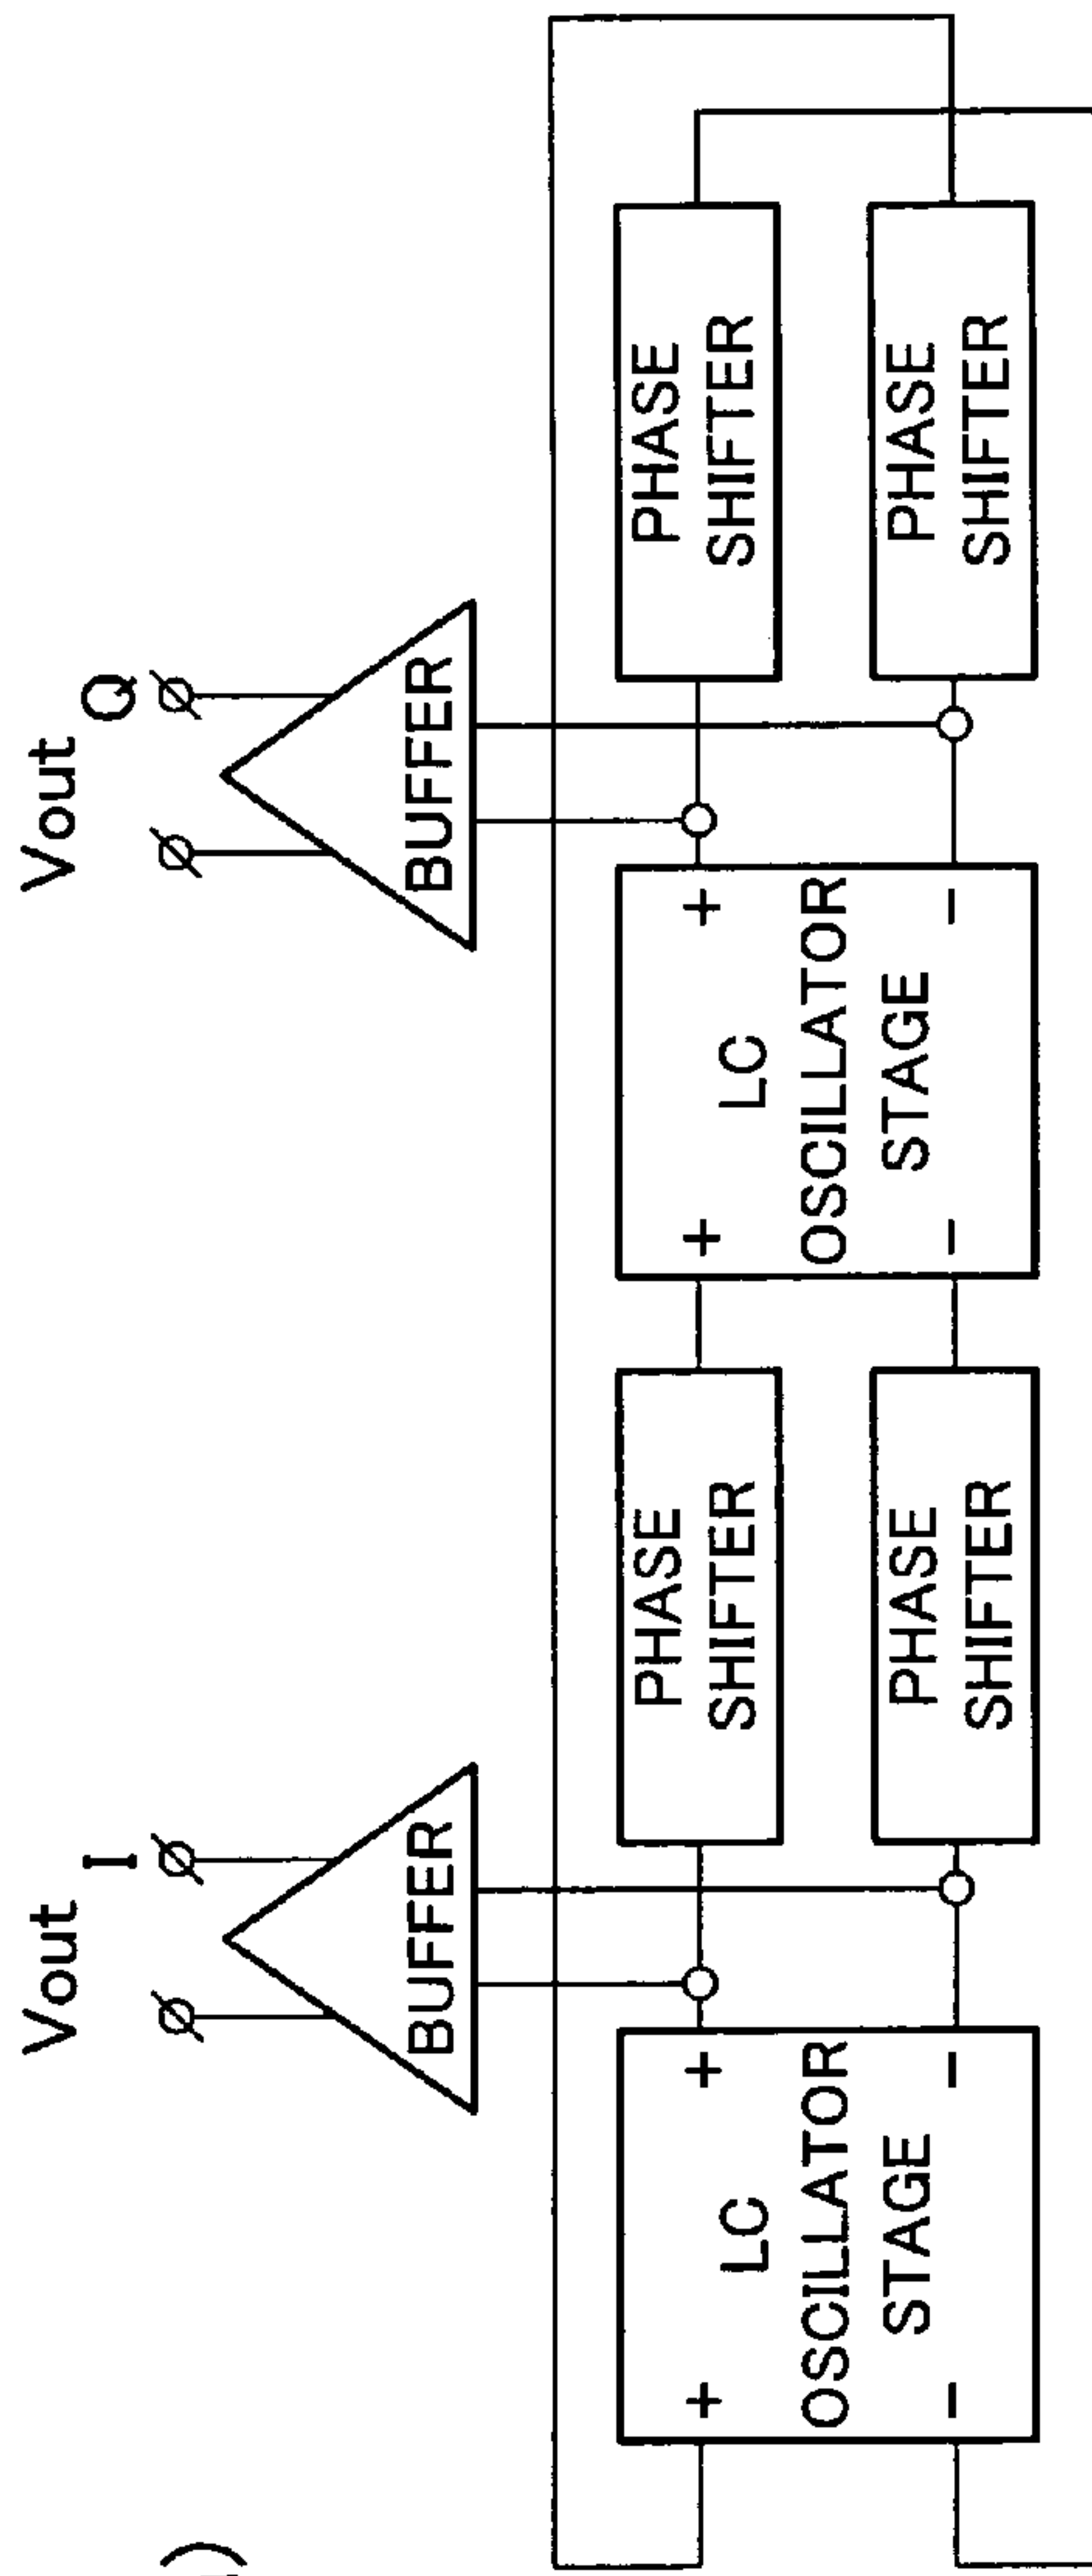 Vout
I
Vout
Q
BUFFER
BUFFER
+ +
LC
OSCILLATOR
STAGE
- -
PHASE
SHIFTER
PHASE
SHIFTER
+ +
LC
OSCILLATOR
STAGE
- -
PHASE
SHIFTER
PHASE
SHIFTER